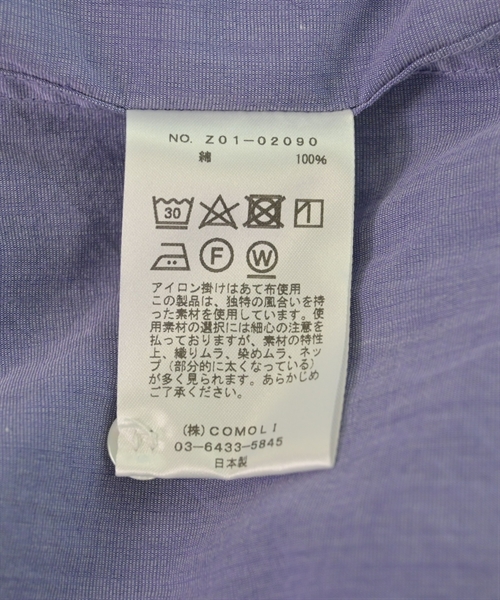 NO. Z01-02090
綿 100%
30
F
W
アイロン掛けはあて布使用
この製品は、独特の風合いを持
った素材を使用しています。使
用素材の選択には細心の注意を
払っておりますが、素材の特性
上、織りムラ、染めムラ、ネッ
プ(部分的に太くなっている)
が多く見られます。あらかじめ
ご了承ください。
(株)COMOLI
03-6433-5845
日本製